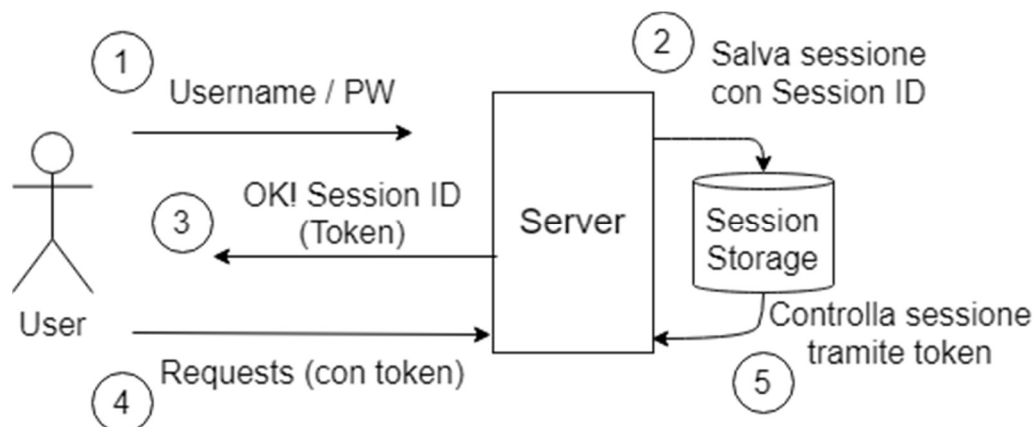 1
Username / PW
2
Salva sessione
con Session ID
3
OK! Session ID
(Token)
Server
Session
Storage
User
4
Requests (con token)
Controlla sessione
tramite token
5